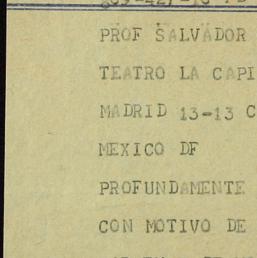 PROF SALVADOR
TEATRO LA CAPI
MADRID 13-13 C
MEXICO DF
PROFUNDAMENTE
CON MOTIVO DE